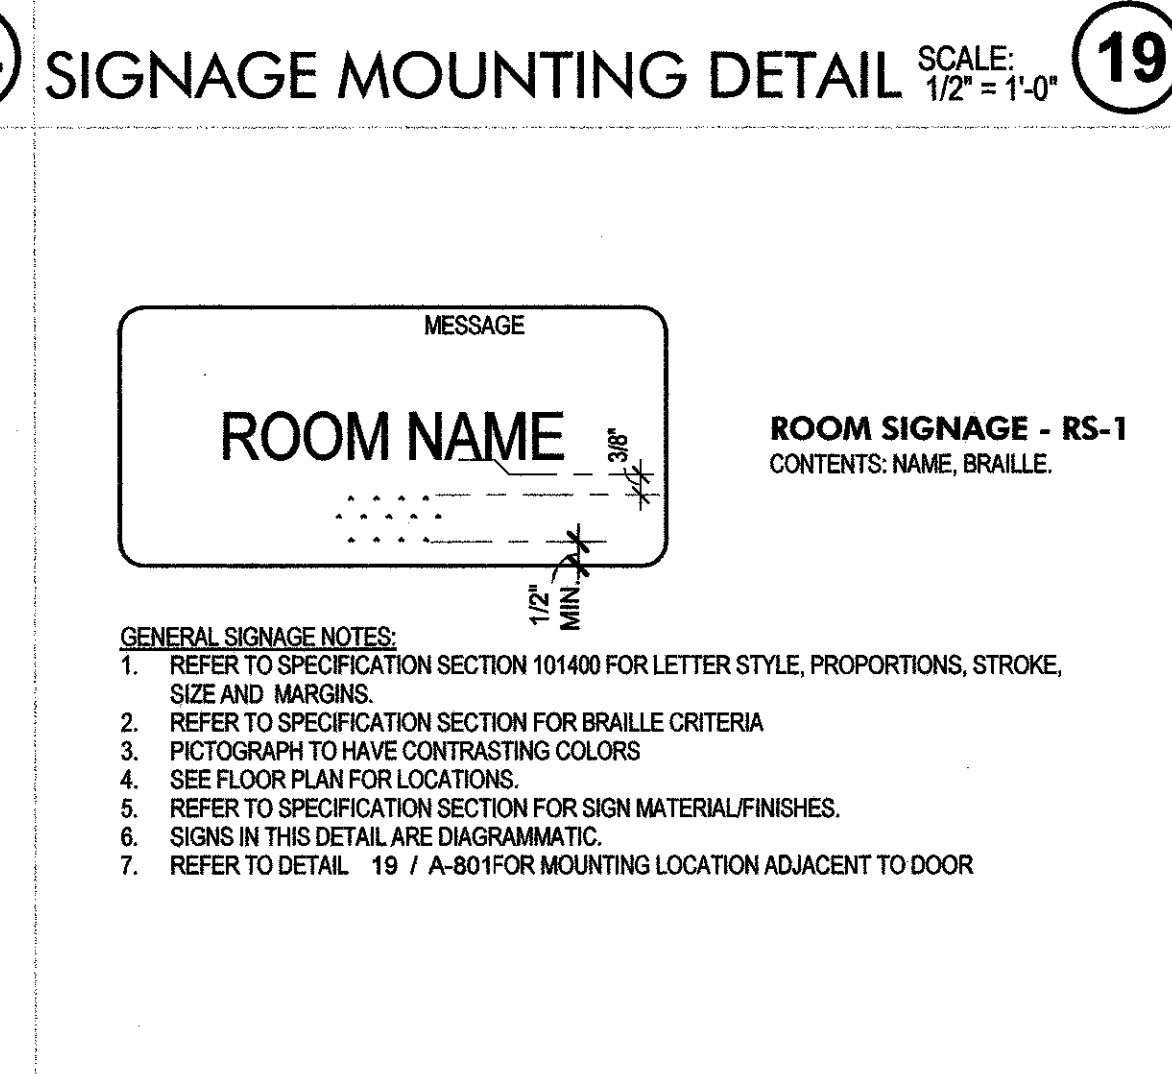 SIGNAGE MOUNTING DETAIL SCALE: 1/2" = 1'-0" 19
MESSAGE
ROOM NAME
3/8"
1/2" MIN.
ROOM SIGNAGE - RS-1
CONTENTS: NAME, BRAILLE.
GENERAL SIGNAGE NOTES:
1. REFER TO SPECIFICATION SECTION 101400 FOR LETTER STYLE, PROPORTIONS, STROKE,
SIZE AND MARGINS.
2. REFER TO SPECIFICATION SECTION FOR BRAILLE CRITERIA
3. PICTOGRAPH TO HAVE CONTRASTING COLORS
4. SEE FLOOR PLAN FOR LOCATIONS.
5. REFER TO SPECIFICATION SECTION FOR SIGN MATERIAL/FINISHES.
6. SIGNS IN THIS DETAIL ARE DIAGRAMMATIC.
7. REFER TO DETAIL 19 / A-801FOR MOUNTING LOCATION ADJACENT TO DOOR